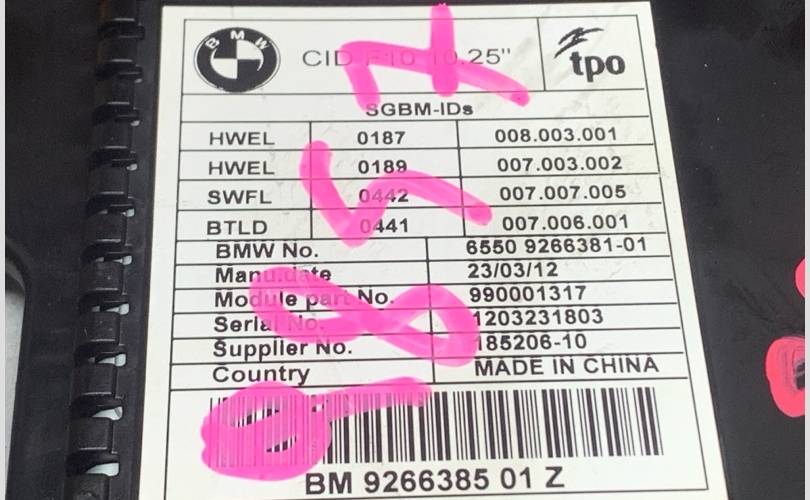 BMW
CID F10 10.25"
tpo
SGBM-IDs
HWEL 0187 008.003.001
HWEL 0189 007.003.002
SWFL 0442 007.007.005
BTLD 0441 007.006.001
BMW No. 6550 9266381-01
Manu.date 23/03/12
Module part No. 990001317
Serial No. 1203231803
Supplier No. 185206-10
Country MADE IN CHINA
BM 9266385 01 Z